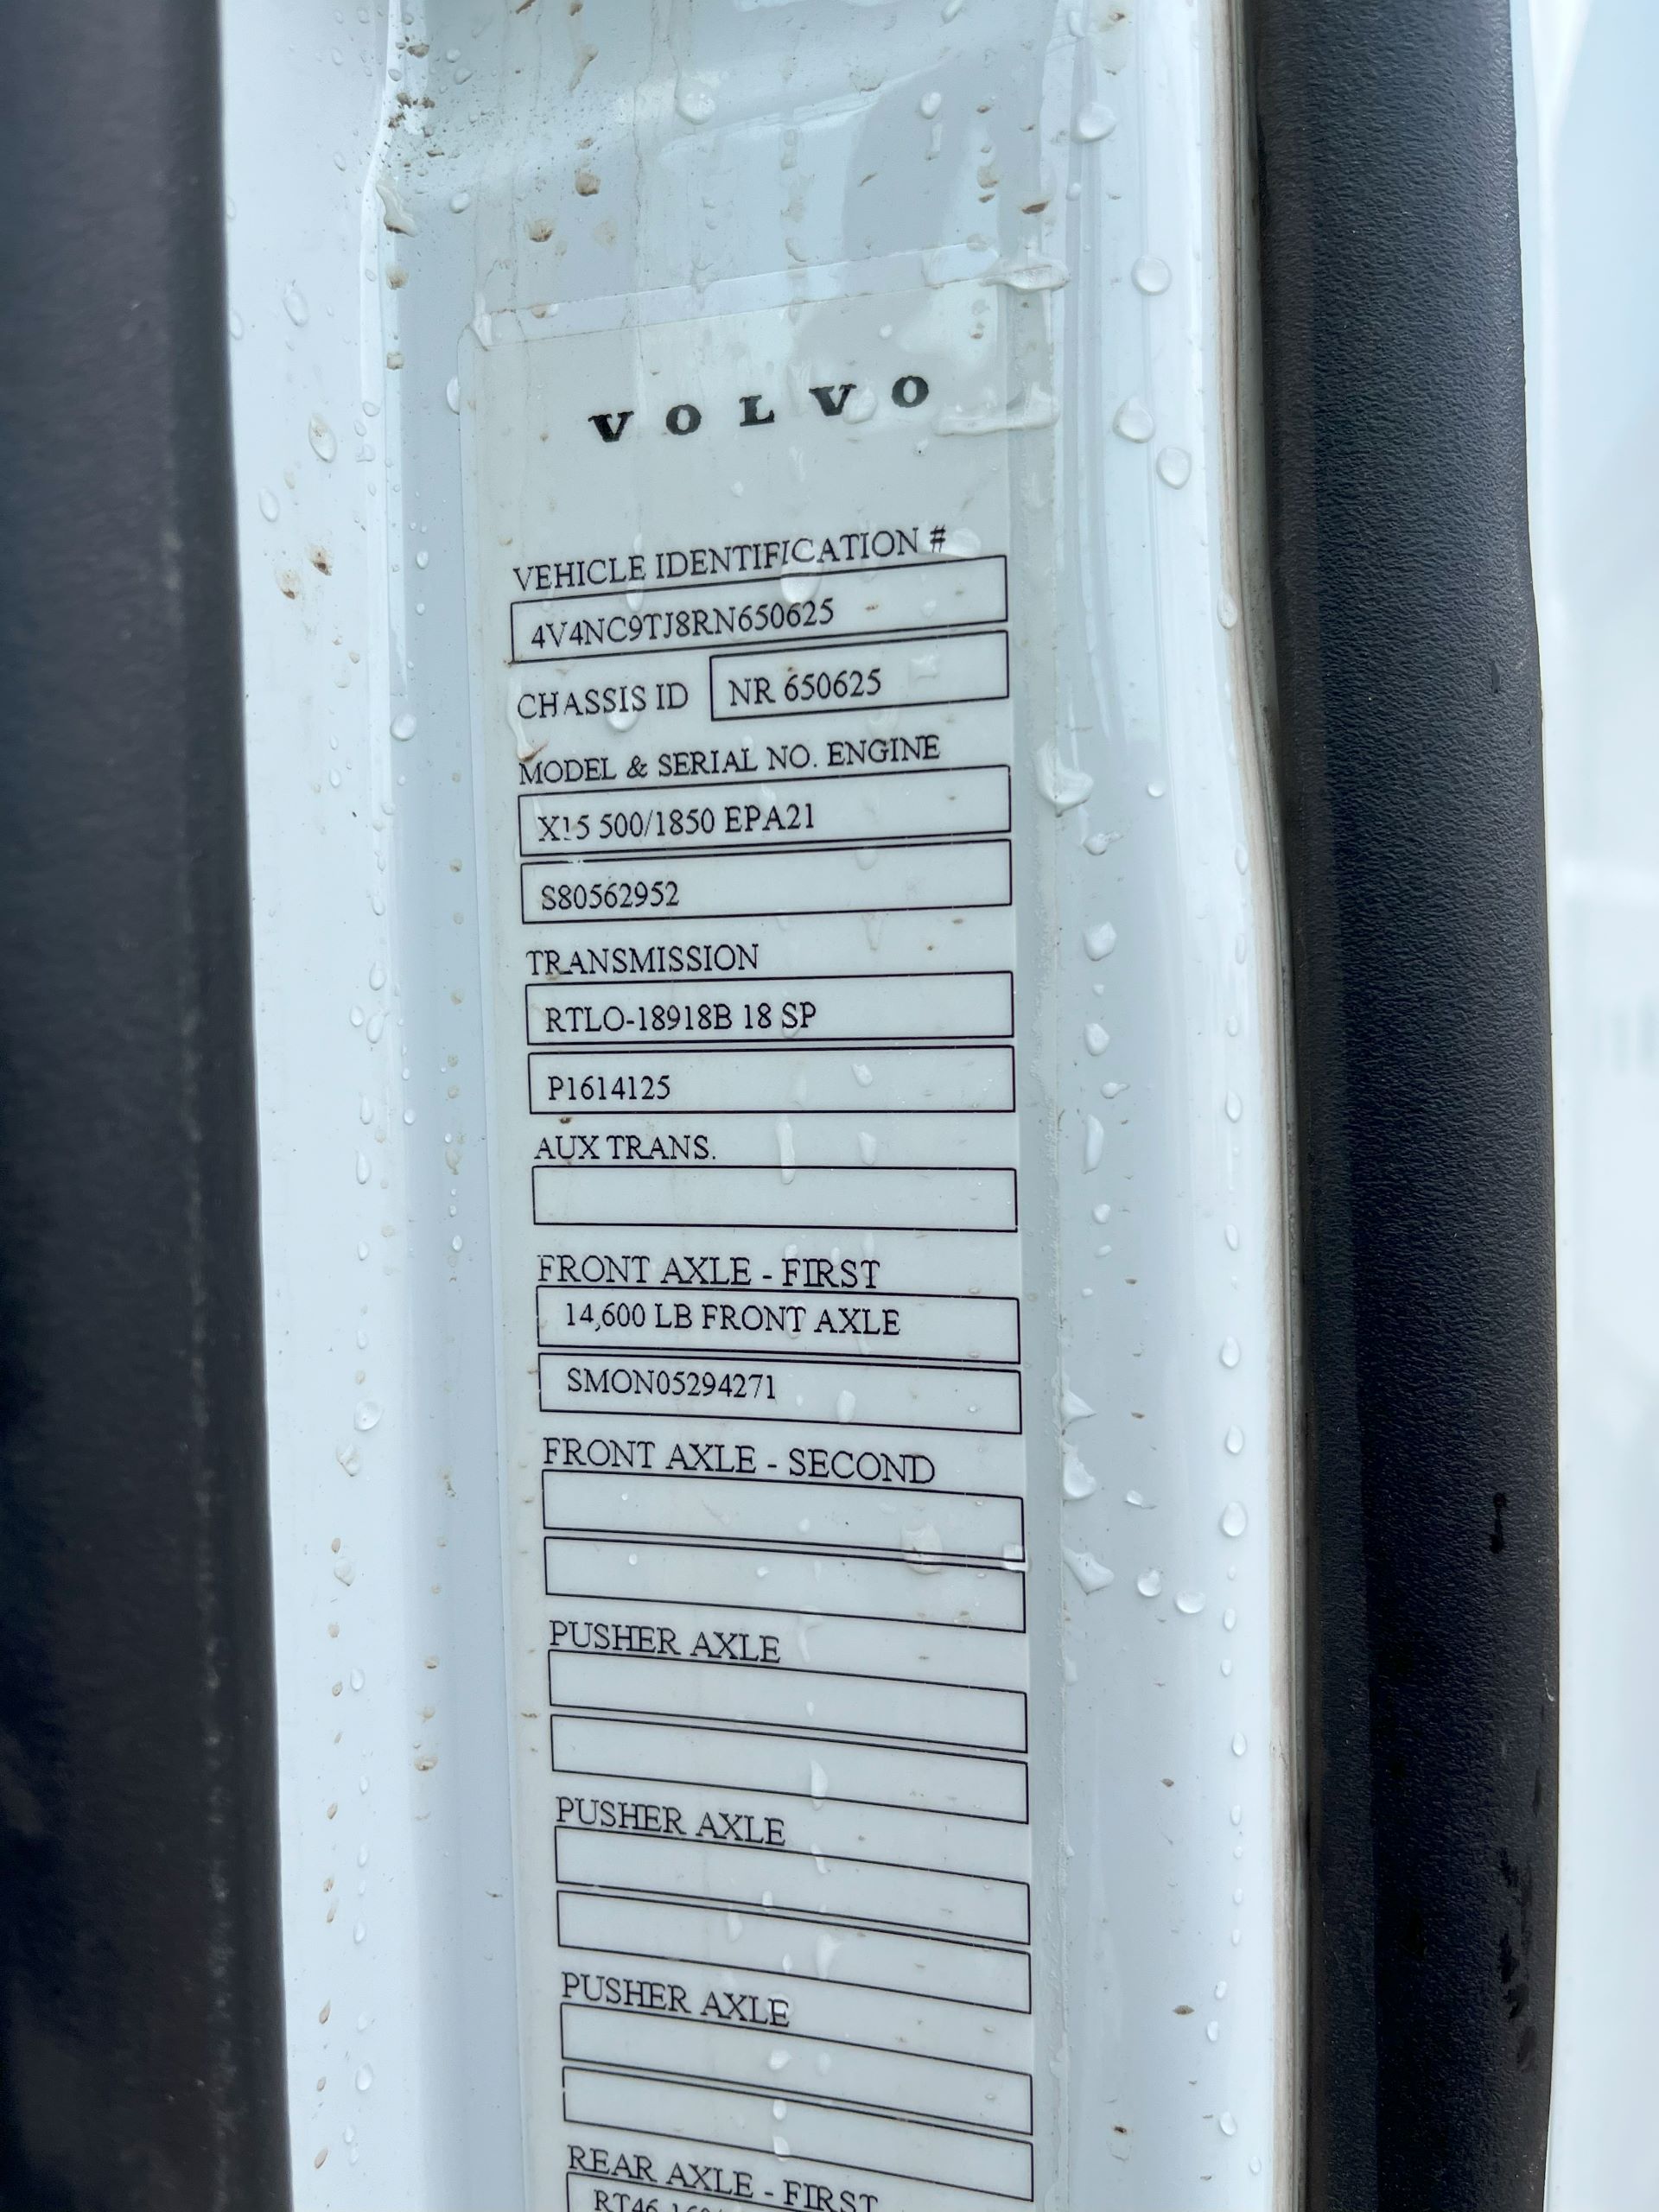 VOLVO
VEHICLE IDENTIFICATION #
4V4NC9TJ8RN650625
CHASSIS ID NR 650625
MODEL & SERIAL NO. ENGINE
X15 500/1850 EPA21
S80562952
TRANSMISSION
RTLO-18918B 18 SP
P1614125
AUX TRANS.
FRONT AXLE - FIRST
14,600 LB FRONT AXLE
SMON05294271
FRONT AXLE - SECOND
PUSHER AXLE
PUSHER AXLE
PUSHER AXLE
REAR AXLE - FIRST